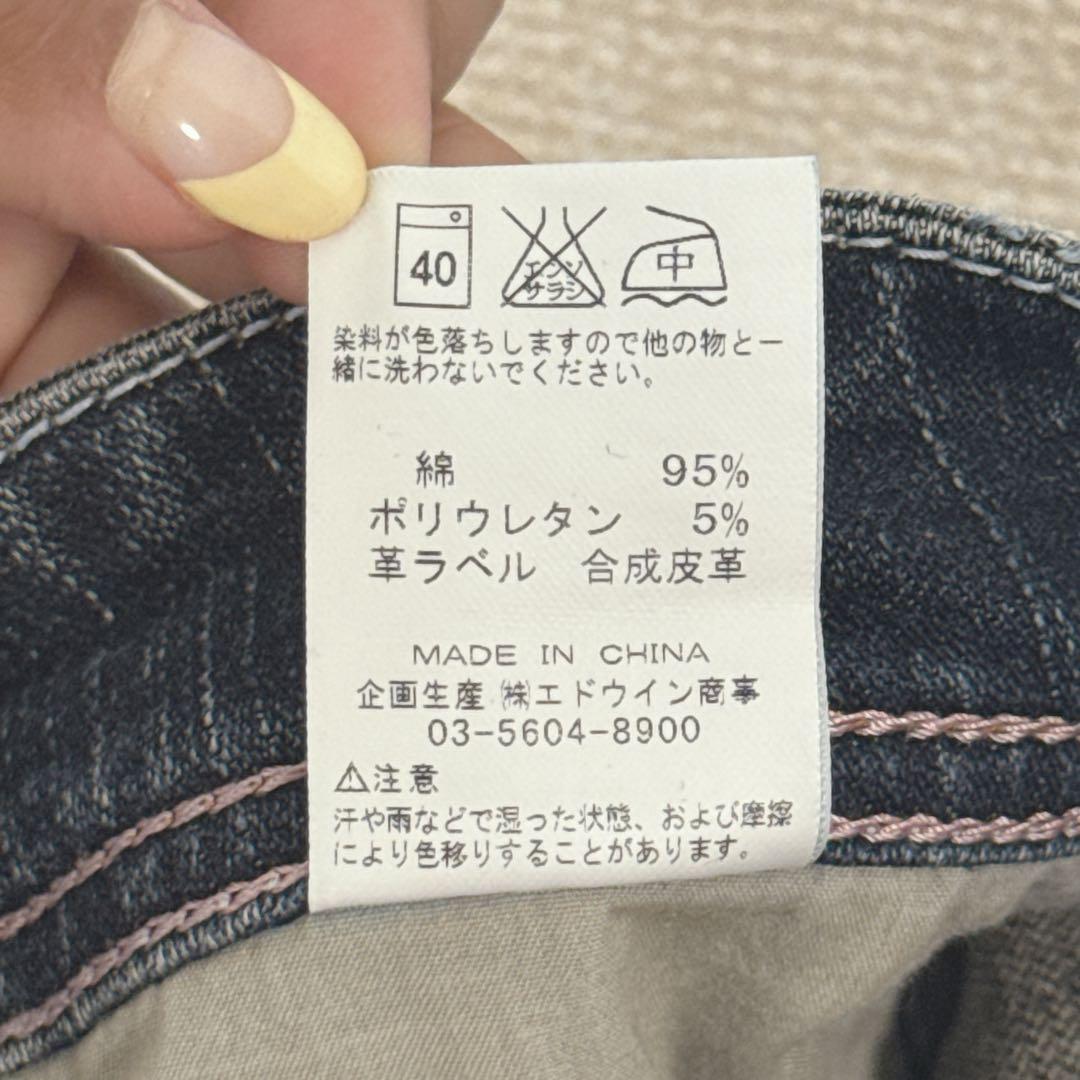 40
エンソ
サラシ
中
染料が色落ちしますので他の物と一
緒に洗わないでください。
綿 95%
ポリウレタン 5%
革ラベル 合成皮革
MADE IN CHINA
企画生産 ㈱エドウイン商事
03-5604-8900
⚠注意
汗や雨などで湿った状態、および摩擦
により色移りすることがあります。